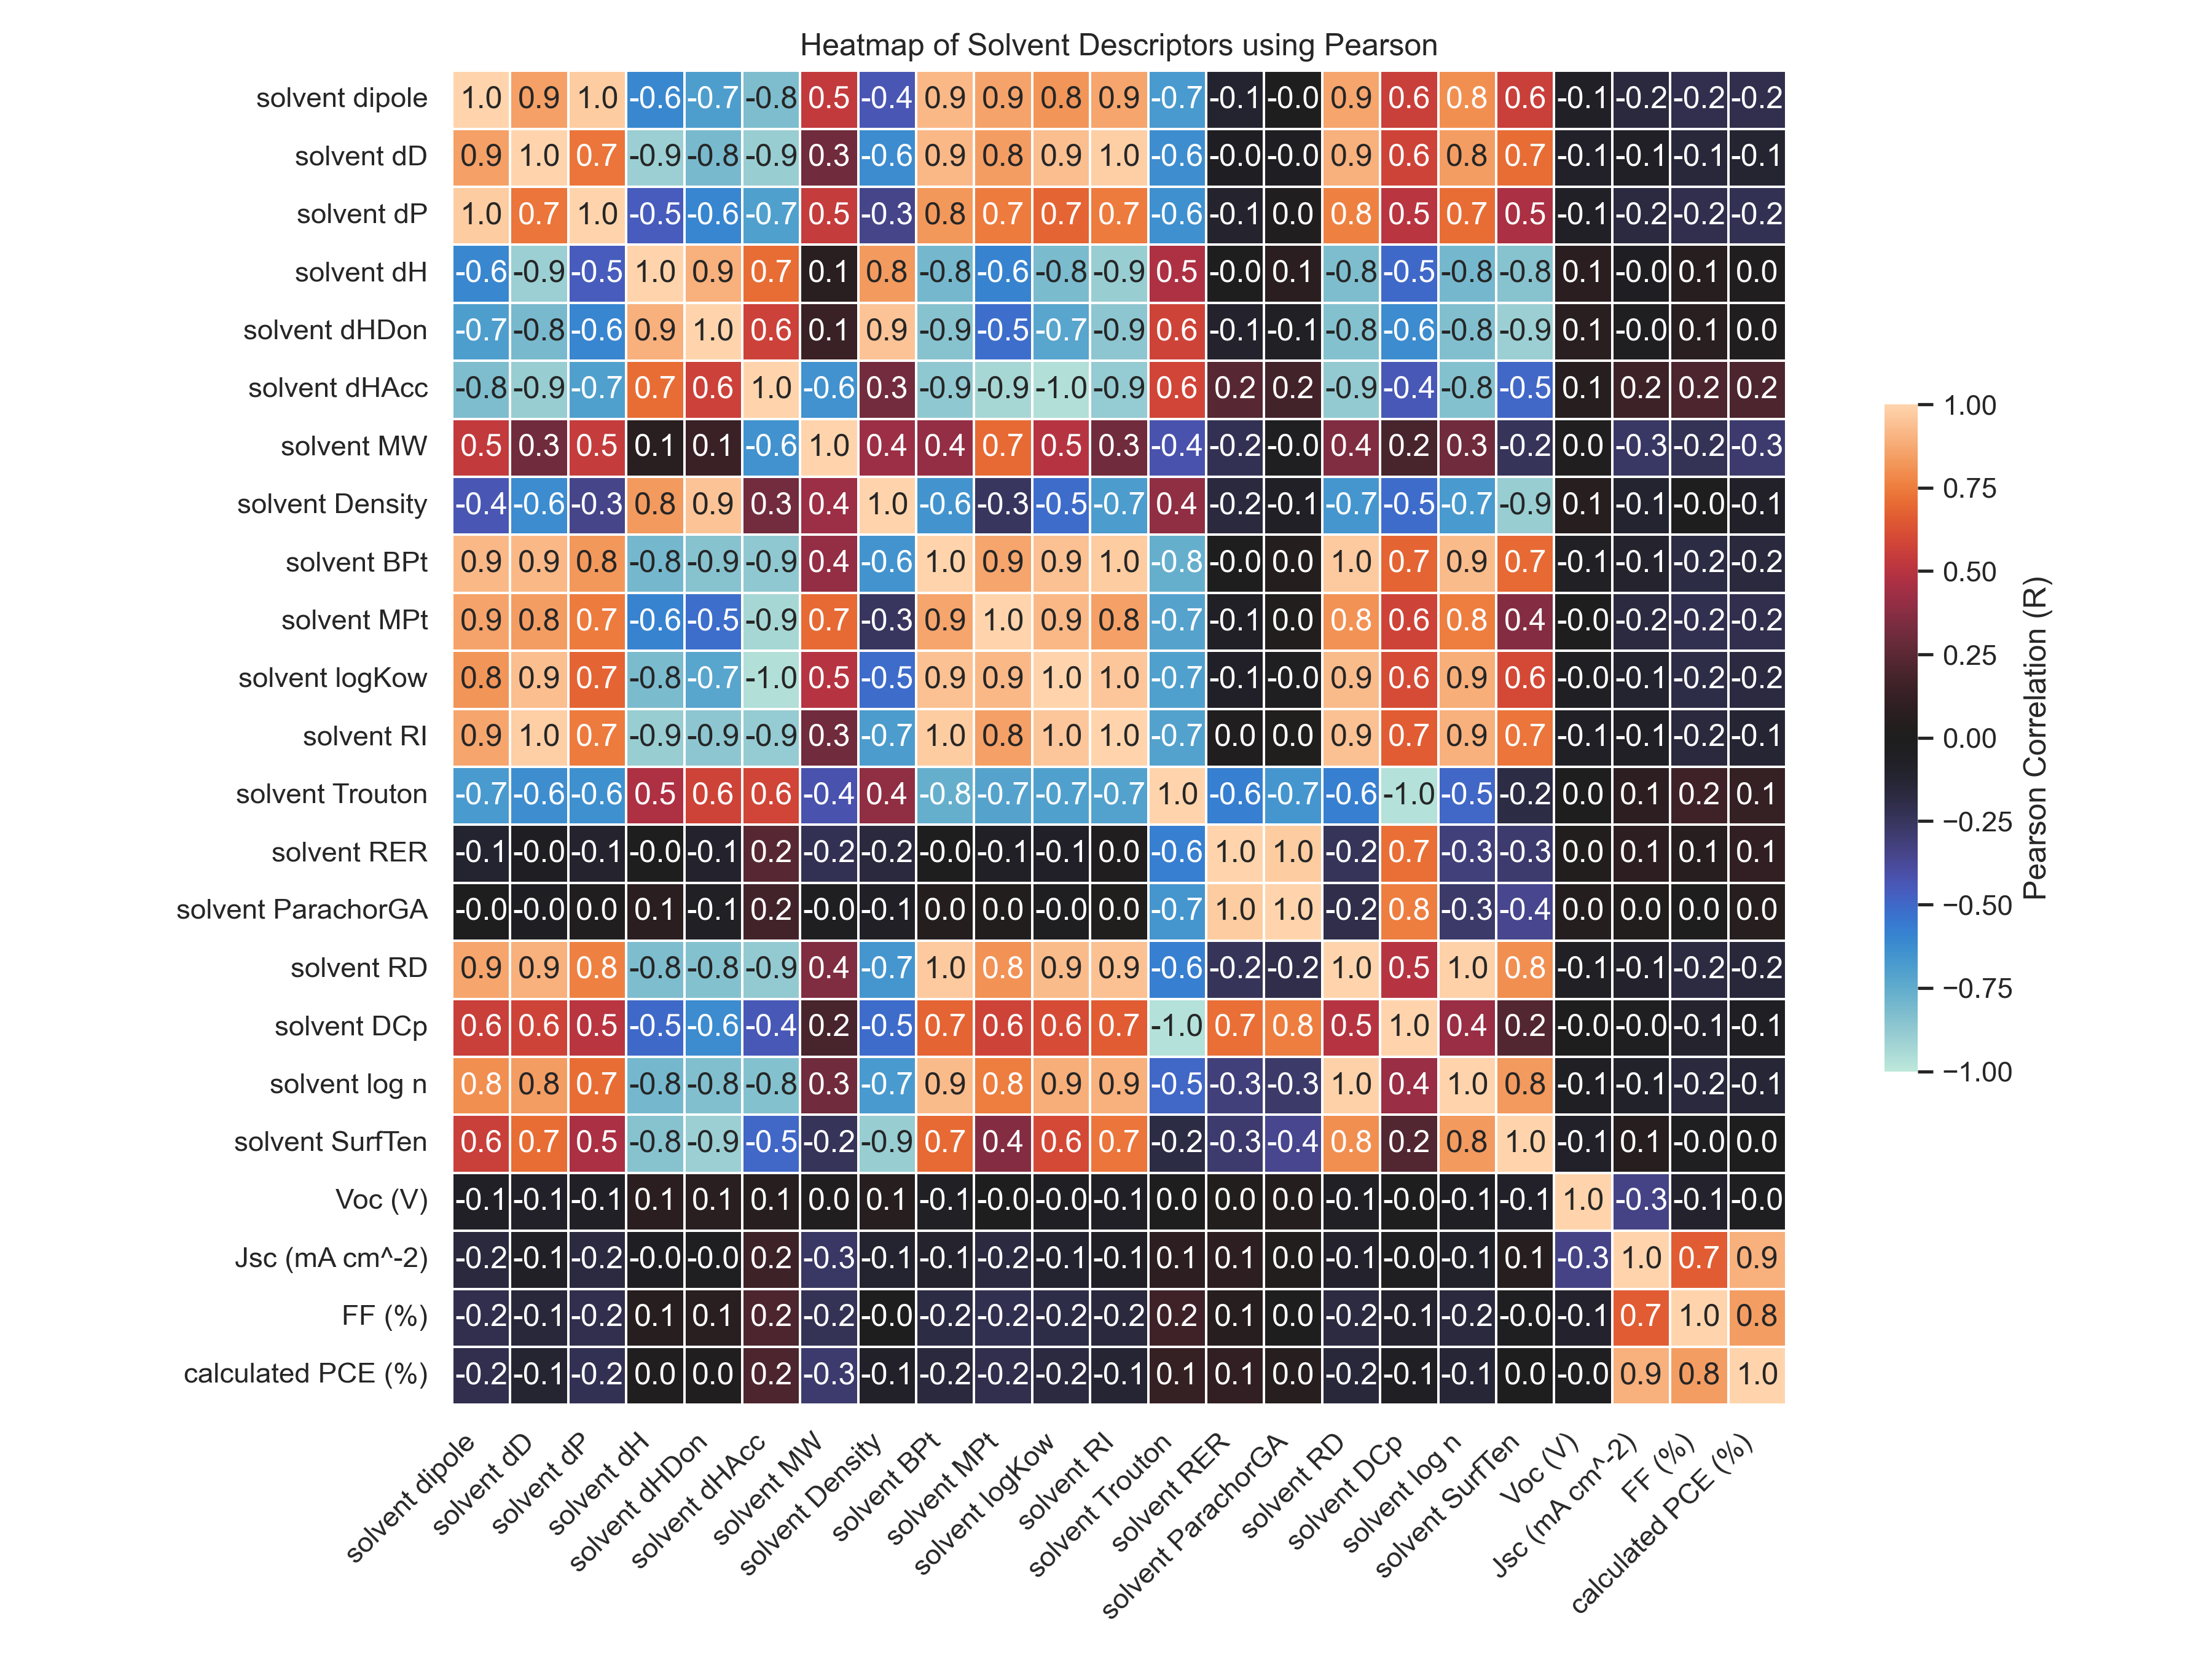 Heatmap of Solvent Descriptors using Pearson
solvent dipole 1.0 0.9 1.0 -0.6 -0.7 -0.8 0.5 -0.4 0.9 0.9 0.8 0.9 -0.7 -0.1 -0.0 0.9 0.6 0.8 0.6 -0.1 -0.2 -0.2 -0.2
solvent dD 0.9 1.0 0.7 -0.9 -0.8 -0.9 0.3 -0.6 0.9 0.8 0.9 1.0 -0.6 -0.0 -0.0 0.9 0.6 0.8 0.7 -0.1 -0.1 -0.1 -0.1
solvent dP 1.0 0.7 1.0 -0.5 -0.6 -0.7 0.5 -0.3 0.8 0.7 0.7 0.7 -0.6 -0.1 0.0 0.8 0.5 0.7 0.5 -0.1 -0.2 -0.2 -0.2
solvent dH -0.6 -0.9 -0.5 1.0 0.9 0.7 0.1 0.8 -0.8 -0.6 -0.8 -0.9 0.5 -0.0 0.1 -0.8 -0.5 -0.8 -0.8 0.1 -0.0 0.1 0.0
solvent dHDon -0.7 -0.8 -0.6 0.9 1.0 0.6 0.1 0.9 -0.9 -0.5 -0.7 -0.9 0.6 -0.1 -0.1 -0.8 -0.6 -0.8 -0.9 0.1 -0.0 0.1 0.0
solvent dHAcc -0.8 -0.9 -0.7 0.7 0.6 1.0 -0.6 0.3 -0.9 -0.9 -1.0 -0.9 0.6 0.2 0.2 -0.9 -0.4 -0.8 -0.5 0.1 0.2 0.2 0.2
solvent MW 0.5 0.3 0.5 0.1 0.1 -0.6 1.0 0.4 0.4 0.7 0.5 0.3 -0.4 -0.2 -0.0 0.4 0.2 0.3 -0.2 0.0 -0.3 -0.2 -0.3
solvent Density -0.4 -0.6 -0.3 0.8 0.9 0.3 0.4 1.0 -0.6 -0.3 -0.5 -0.7 0.4 -0.2 -0.1 -0.7 -0.5 -0.7 -0.9 0.1 -0.1 -0.0 -0.1
solvent BPt 0.9 0.9 0.8 -0.8 -0.9 -0.9 0.4 -0.6 1.0 0.9 0.9 1.0 -0.8 -0.0 0.0 1.0 0.7 0.9 0.7 -0.1 -0.1 -0.2 -0.2
solvent MPt 0.9 0.8 0.7 -0.6 -0.5 -0.9 0.7 -0.3 0.9 1.0 0.9 0.8 -0.7 -0.1 0.0 0.8 0.6 0.8 0.4 -0.0 -0.2 -0.2 -0.2
solvent logKow 0.8 0.9 0.7 -0.8 -0.7 -1.0 0.5 -0.5 0.9 0.9 1.0 1.0 -0.7 -0.1 -0.0 0.9 0.6 0.9 0.6 -0.0 -0.1 -0.2 -0.2
solvent RI 0.9 1.0 0.7 -0.9 -0.9 -0.9 0.3 -0.7 1.0 0.8 1.0 1.0 -0.7 0.0 0.0 0.9 0.7 0.9 0.7 -0.1 -0.1 -0.2 -0.1
solvent Trouton -0.7 -0.6 -0.6 0.5 0.6 0.6 -0.4 0.4 -0.8 -0.7 -0.7 -0.7 1.0 -0.6 -0.7 -0.6 -1.0 -0.5 -0.2 0.0 0.1 0.2 0.1
solvent RER -0.1 -0.0 -0.1 -0.0 -0.1 0.2 -0.2 -0.2 -0.0 -0.1 -0.1 0.0 -0.6 1.0 1.0 -0.2 0.7 -0.3 -0.3 0.0 0.1 0.1 0.1
solvent ParachorGA -0.0 -0.0 0.0 0.1 -0.1 0.2 -0.0 -0.1 0.0 0.0 -0.0 0.0 -0.7 1.0 1.0 -0.2 0.8 -0.3 -0.4 0.0 0.0 0.0 0.0
solvent RD 0.9 0.9 0.8 -0.8 -0.8 -0.9 0.4 -0.7 1.0 0.8 0.9 0.9 -0.6 -0.2 -0.2 1.0 0.5 1.0 0.8 -0.1 -0.1 -0.2 -0.2
solvent DCp 0.6 0.6 0.5 -0.5 -0.6 -0.4 0.2 -0.5 0.7 0.6 0.6 0.7 -1.0 0.7 0.8 0.5 1.0 0.4 0.2 -0.0 -0.0 -0.1 -0.1
solvent log n 0.8 0.8 0.7 -0.8 -0.8 -0.8 0.3 -0.7 0.9 0.8 0.9 0.9 -0.5 -0.3 -0.3 1.0 0.4 1.0 0.8 -0.1 -0.1 -0.2 -0.1
solvent SurfTen 0.6 0.7 0.5 -0.8 -0.9 -0.5 -0.2 -0.9 0.7 0.4 0.6 0.7 -0.2 -0.3 -0.4 0.8 0.2 0.8 1.0 -0.1 0.1 -0.0 0.0
Voc (V) -0.1 -0.1 -0.1 0.1 0.1 0.1 0.0 0.1 -0.1 -0.0 -0.0 -0.1 0.0 0.0 0.0 -0.1 -0.0 -0.1 -0.1 1.0 -0.3 -0.1 -0.0
Jsc (mA cm^-2) -0.2 -0.1 -0.2 -0.0 -0.0 0.2 -0.3 -0.1 -0.1 -0.2 -0.1 -0.1 0.1 0.1 0.0 -0.1 -0.0 -0.1 0.1 -0.3 1.0 0.7 0.9
FF (%) -0.2 -0.1 -0.2 0.1 0.1 0.2 -0.2 -0.0 -0.2 -0.2 -0.2 -0.2 0.2 0.1 0.0 -0.2 -0.1 -0.2 -0.0 -0.1 0.7 1.0 0.8
calculated PCE (%) -0.2 -0.1 -0.2 0.0 0.0 0.2 -0.3 -0.1 -0.2 -0.2 -0.2 -0.1 0.1 0.1 0.0 -0.2 -0.1 -0.1 0.0 -0.0 0.9 0.8 1.0
solvent dipole
solvent dD
solvent dP
solvent dH
solvent dHDon
solvent dHAcc
solvent MW
solvent Density
solvent BPt
solvent MPt
solvent logKow
solvent RI
solvent Trouton
solvent RER
solvent ParachorGA
solvent RD
solvent DCp
solvent log n
solvent SurfTen
Voc (V)
Jsc (mA cm^-2)
FF (%)
calculated PCE (%)
1.00
0.75
0.50
0.25
0.00
−0.25
−0.50
−0.75
−1.00
Pearson Correlation (R)